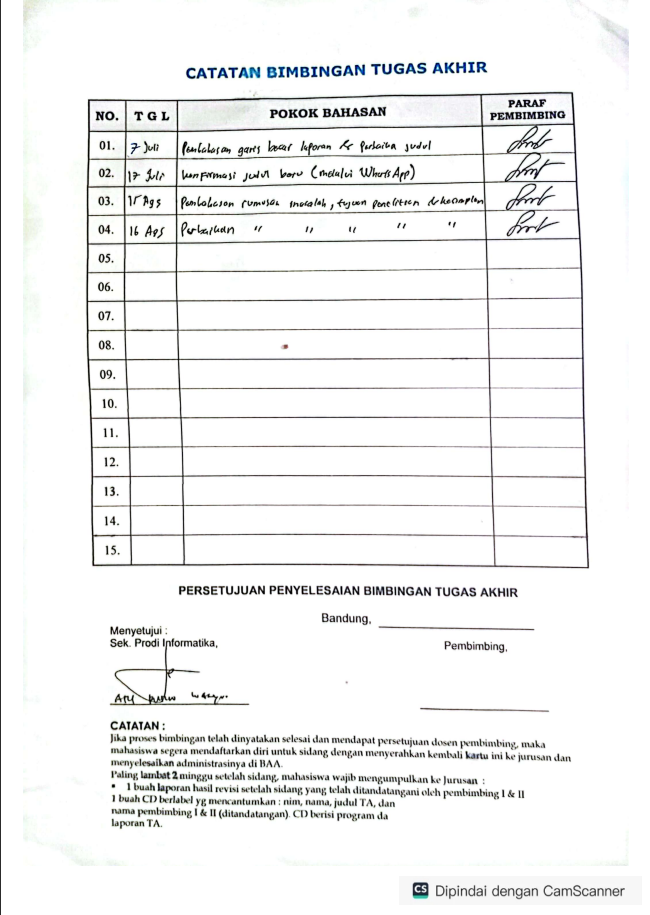 CATATAN BIMBINGAN TUGAS AKHIR
NO. TGL POKOK BAHASAN PARAF PEMBIMBING
01. 7 Juli Pembahasan garis besar laporan & perbaikan judul
02. 17 Juli konfirmasi judul baru (melalui WhatsApp)
03. 15 Ags Pembahasan rumusan masalah, tujuan penelitian &
04. 16 Ags Perbaikan " " " " "
05.
06.
07.
08.
09.
10.
11.
12.
13.
14.
15.
PERSETUJUAN PENYELESAIAN BIMBINGAN TUGAS AKHIR
Bandung,
Menyetujui :
Sek. Prodi Informatika,
Pembimbing,
CATATAN :
Jika proses bimbingan telah dinyatakan selesai dan mendapat persetujuan dosen pembimbing, maka
mahasiswa segera mendaftarkan diri untuk sidang dengan menyerahkan kembali kartu ini ke jurusan dan
menyelesaikan administrasinya di BAA.
Paling lambat 2 minggu setelah sidang, mahasiswa wajib mengumpulkan ke Jurusan :
• 1 buah laporan hasil revisi setelah sidang yang telah ditandatangani oleh pembimbing I & II
1 buah CD berlabel yg mencantumkan : nim, nama, judul TA, dan
nama pembimbing I & II (ditandatangan). CD berisi program da
laporan TA.
CS Dipindai dengan CamScanner